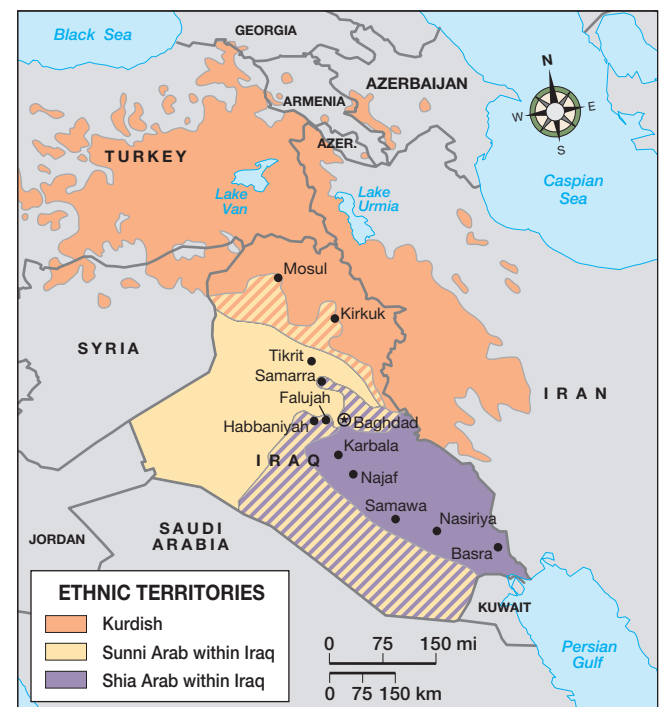 Black Sea
GEORGIA
N
W
E
S
AZERBAIJAN
ARMENIA
AZER.
TURKEY
Lake
Van
Lake
Urmia
Caspian
Sea
Mosul
Kirkuk
SYRIA
Tikrit
Samarra
Falujah
Habbaniyah
Baghdad
IRAN
IRAQ
Karbala
Najaf
Samawa
Nasiriya
Basra
JORDAN
SAUDI
ARABIA
KUWAIT
Persian
Gulf
ETHNIC TERRITORIES
Kurdish
Sunni Arab within Iraq
Shia Arab within Iraq
0 75 150 mi
0 75 150 km